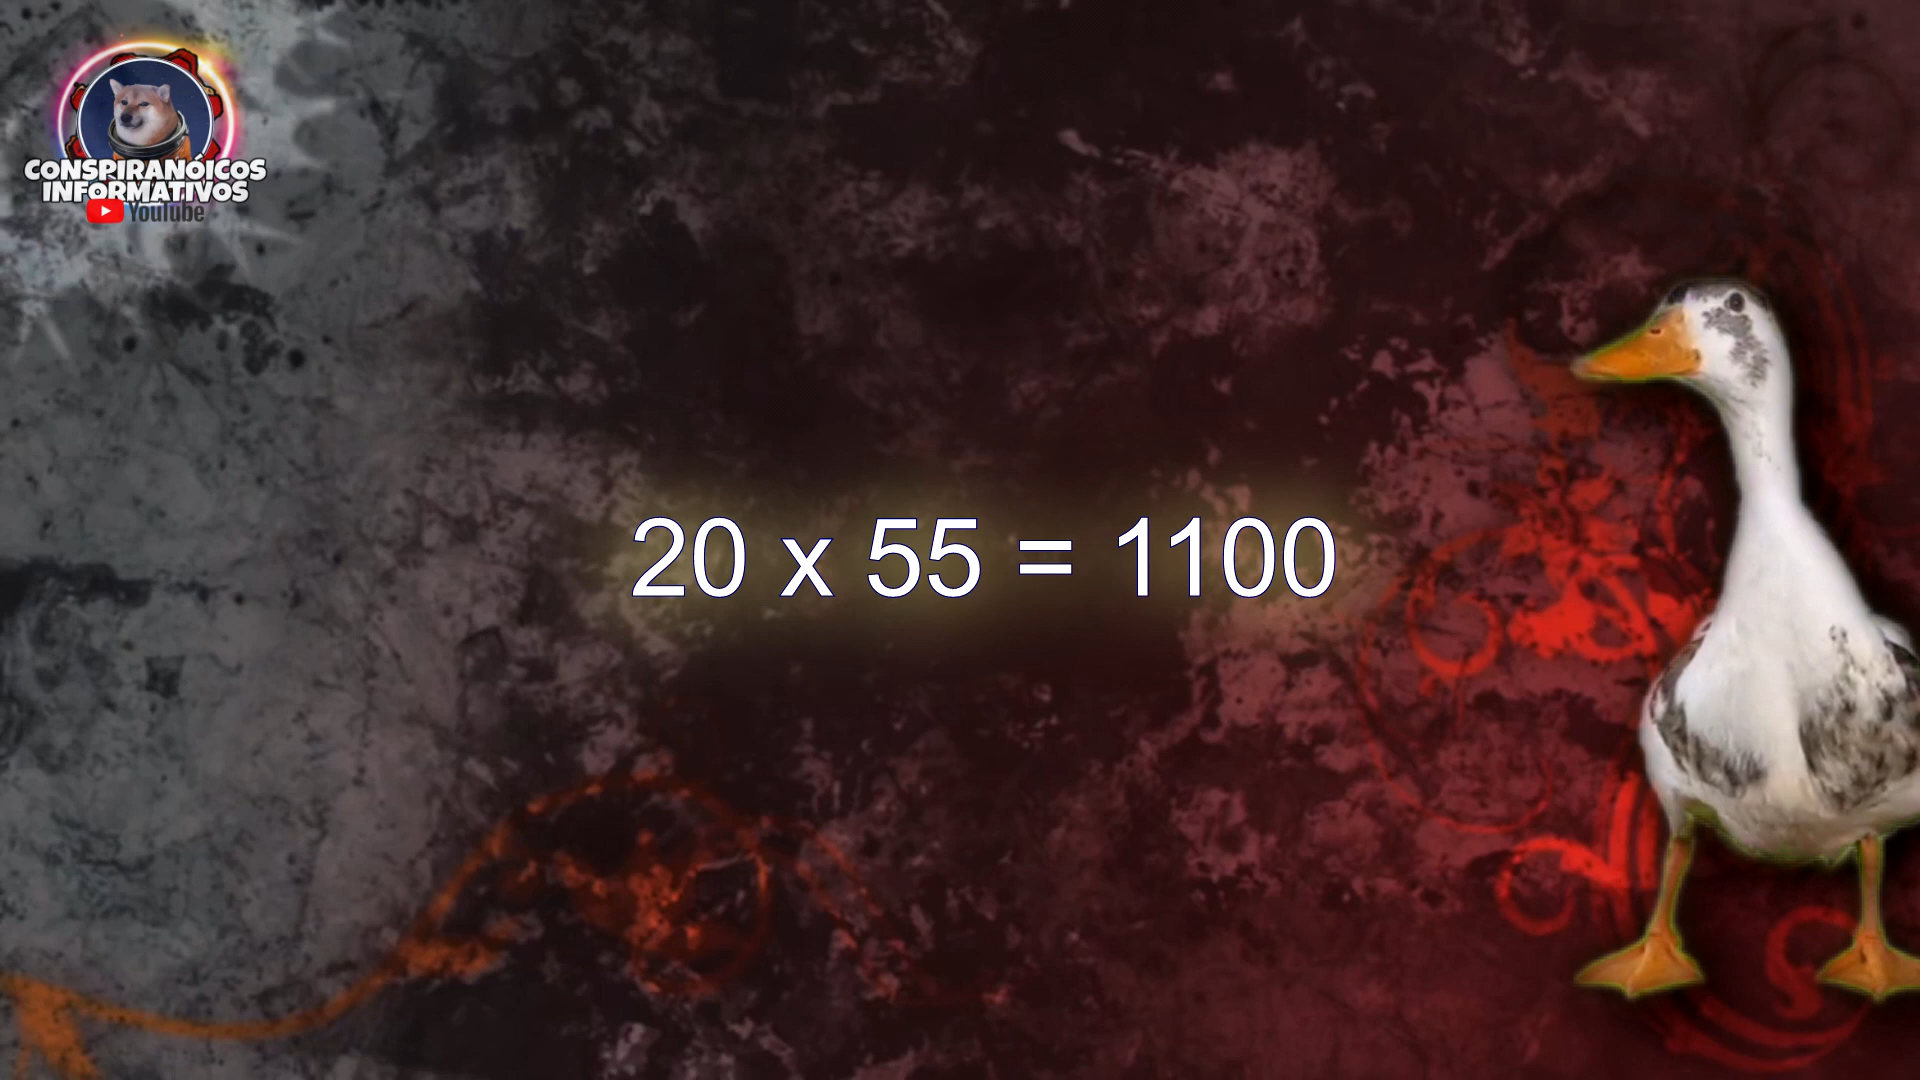 CONSPIRANÓICOS
INFORMATIVOS
YouTube
20 x 55 = 1100